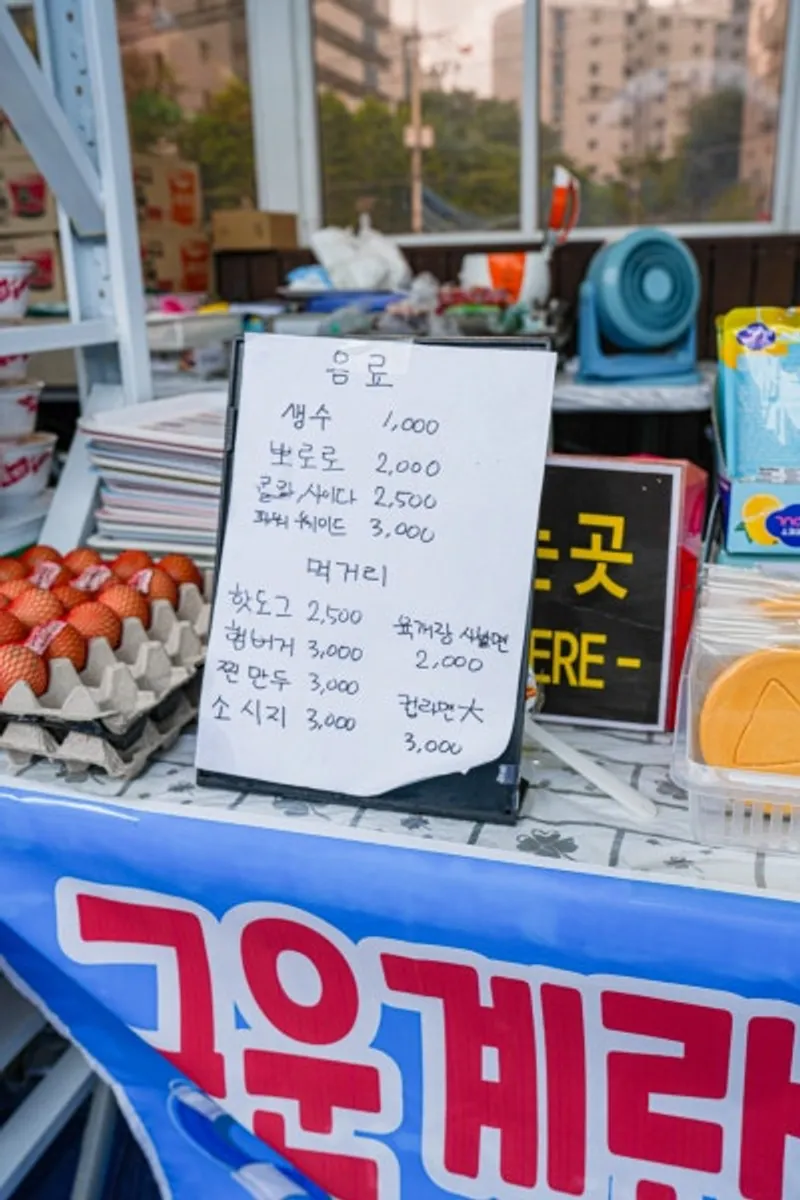 음료
생수 1,000
뽀로로 2,000
콜라,사이다 2,500
파워에이드 3,000
먹거리
핫도그 2,500
햄버거 3,000
찐만두 3,000
소시지 3,000
육개장 사발면
2,000
컵라면 大
3,000
는 곳
ERE -
구운계란